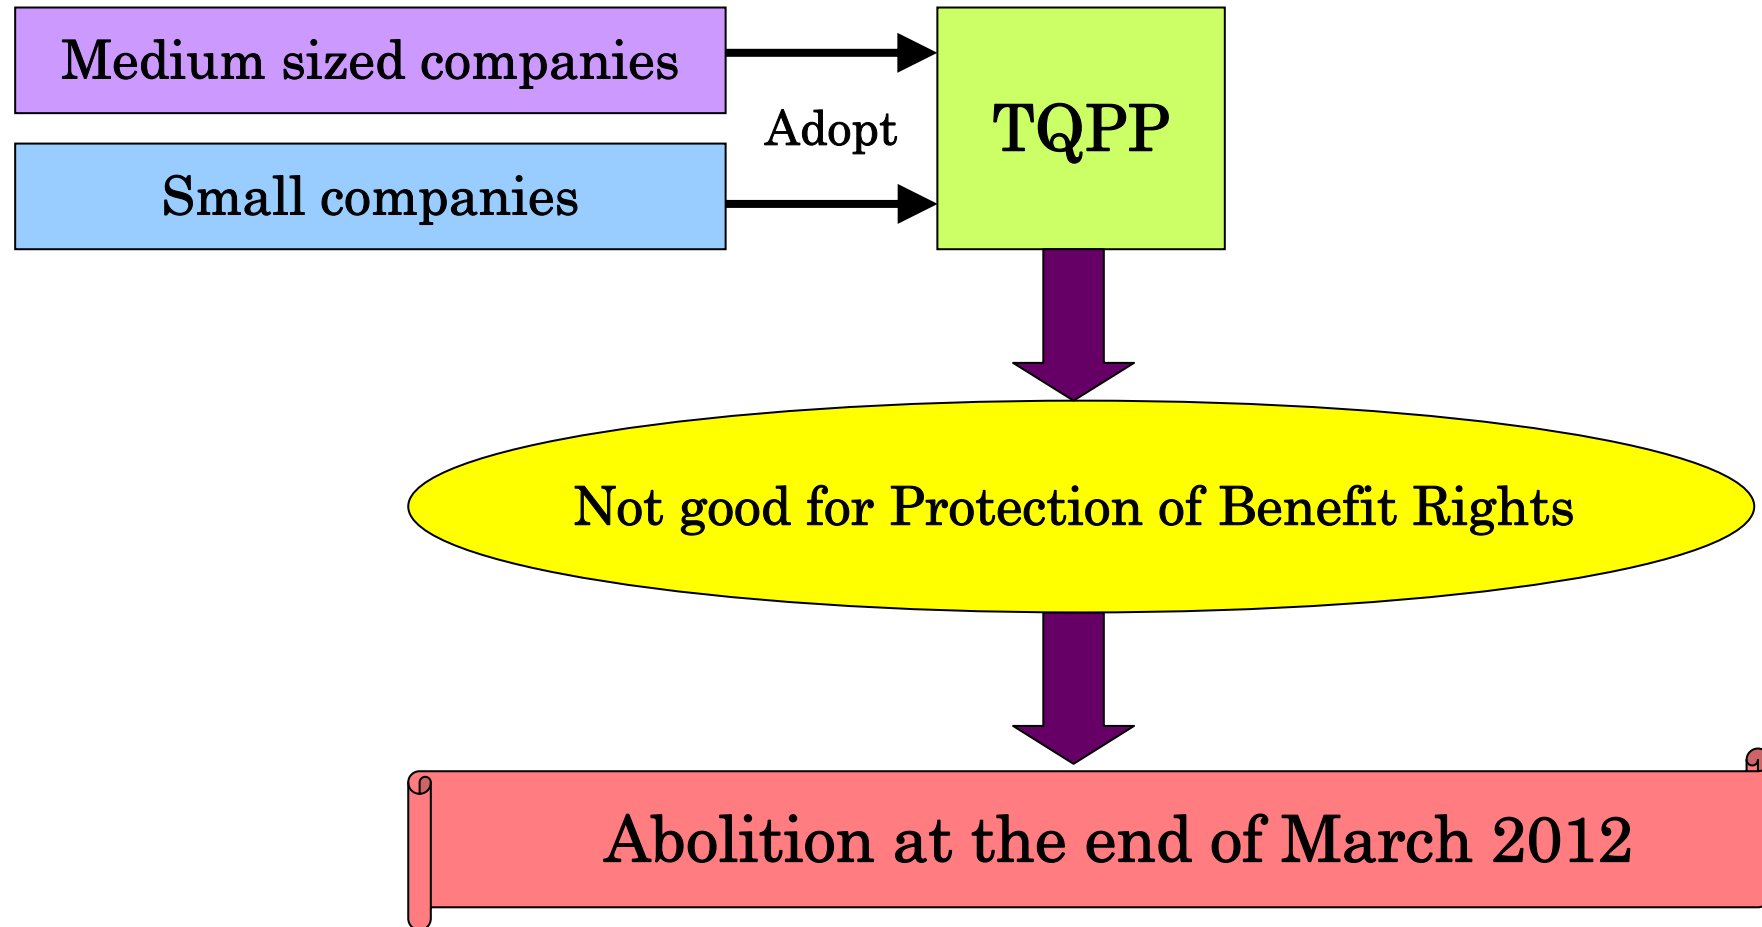 Medium sized companies
Adopt
TQPP
Small companies
Not good for Protection of Benefit Rights
Abolition at the end of March 2012